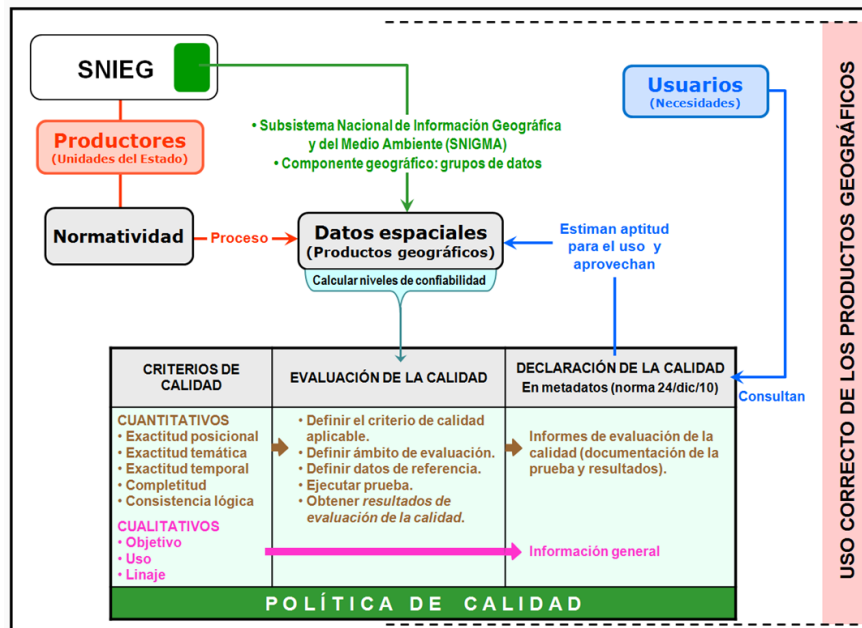 SNIEG
Productores
(Unidades del Estado)
Normatividad
Proceso
• Subsistema Nacional de Información Geográfica
y del Medio Ambiente (SNIGMA)
• Componente geográfico: grupos de datos
Datos espaciales
(Productos geográficos)
Calcular niveles de confiabilidad
Usuarios
(Necesidades)
Estiman aptitud
para el uso y
aprovechan
Consultan
CRITERIOS DE
CALIDAD
EVALUACIÓN DE LA CALIDAD
DECLARACIÓN DE LA CALIDAD
En metadatos (norma 24/dic/10)
CUANTITATIVOS
• Exactitud posicional
• Exactitud temática
• Exactitud temporal
• Completitud
• Consistencia lógica
CUALITATIVOS
• Objetivo
• Uso
• Linaje
• Definir el criterio de calidad
aplicable.
• Definir ámbito de evaluación.
• Definir datos de referencia.
• Ejecutar prueba.
• Obtener resultados de
evaluación de la calidad.
Informes de evaluación de la
calidad (documentación de la
prueba y resultados).
Información general
POLÍTICA DE CALIDAD
USO CORRECTO DE LOS PRODUCTOS GEOGRÁFICOS